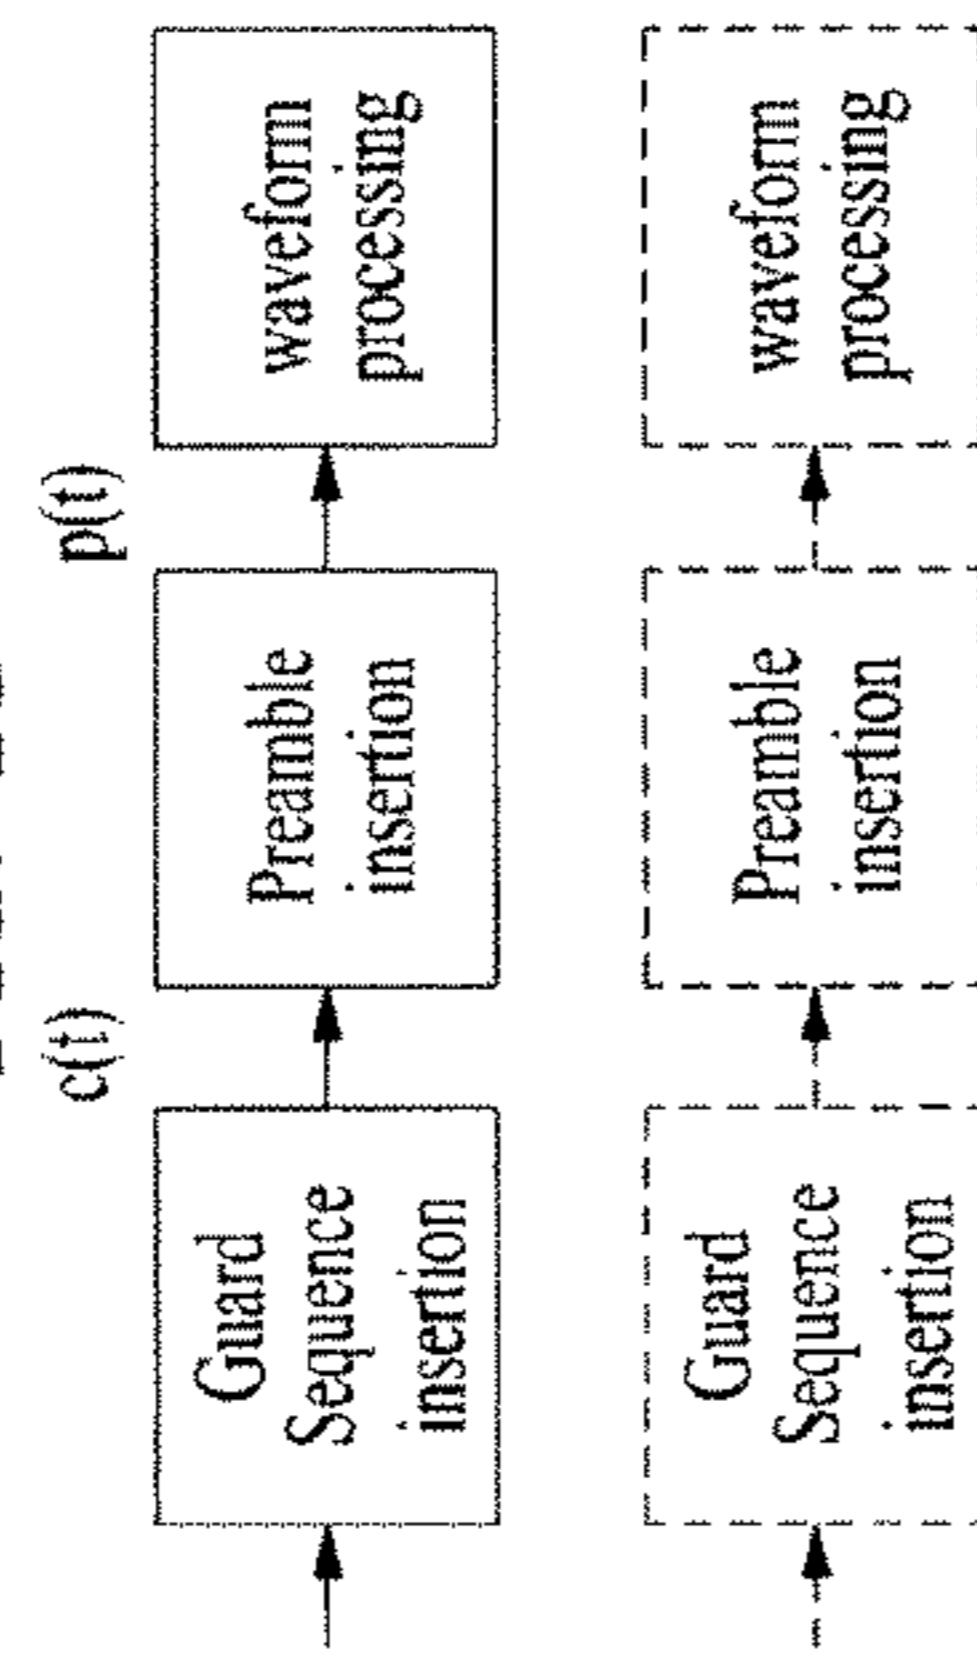 c(t)
p(t)
Guard
Sequence
insertion
Preamble
insertion
waveform
processing
Guard
Sequence
insertion
Preamble
insertion
waveform
processing